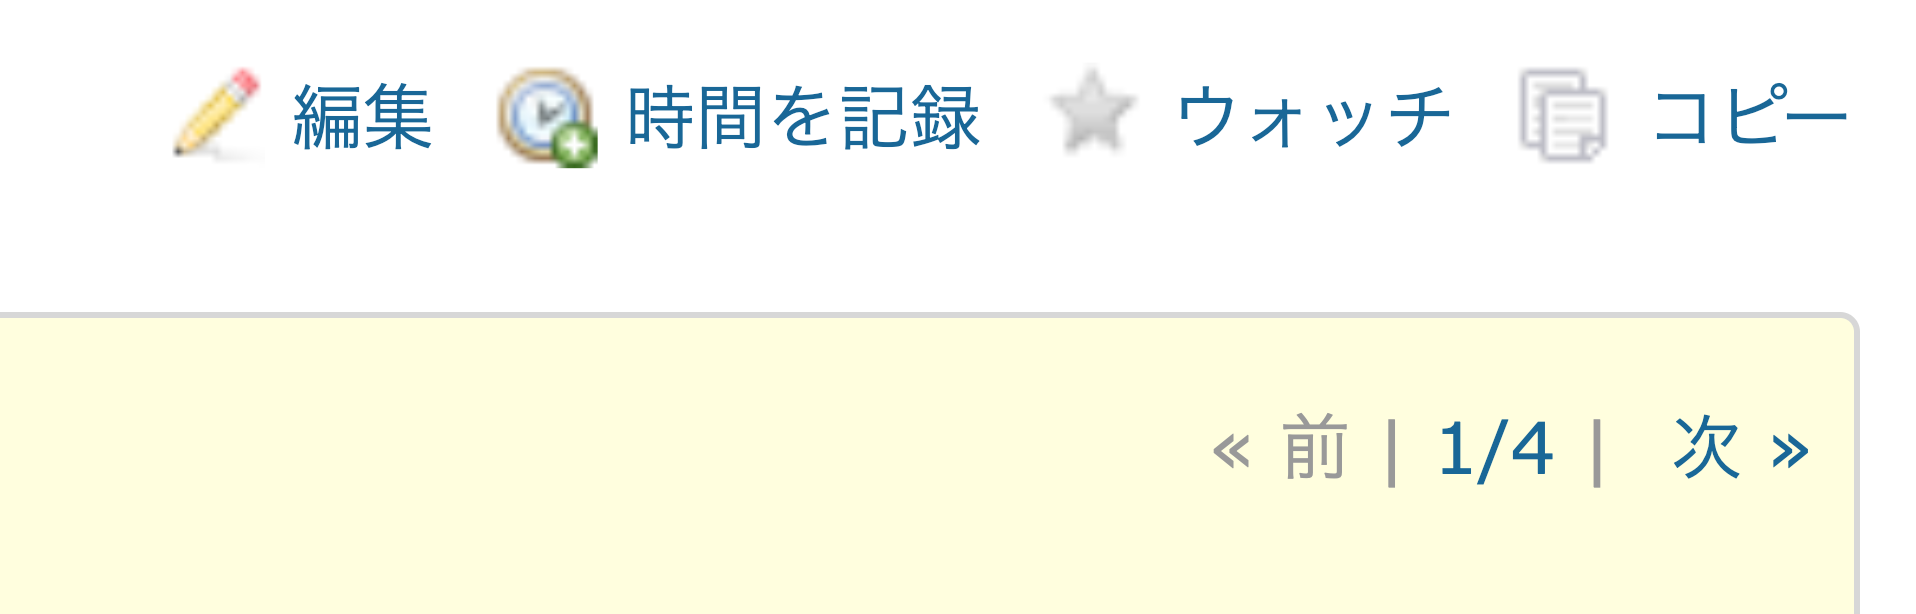 編集 時間を記録 ウォッチ コピー
« 前 | 1/4 | 次 »